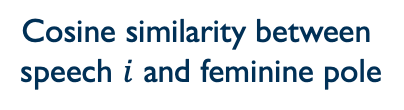 Cosine similarity between
speech i and feminine pole